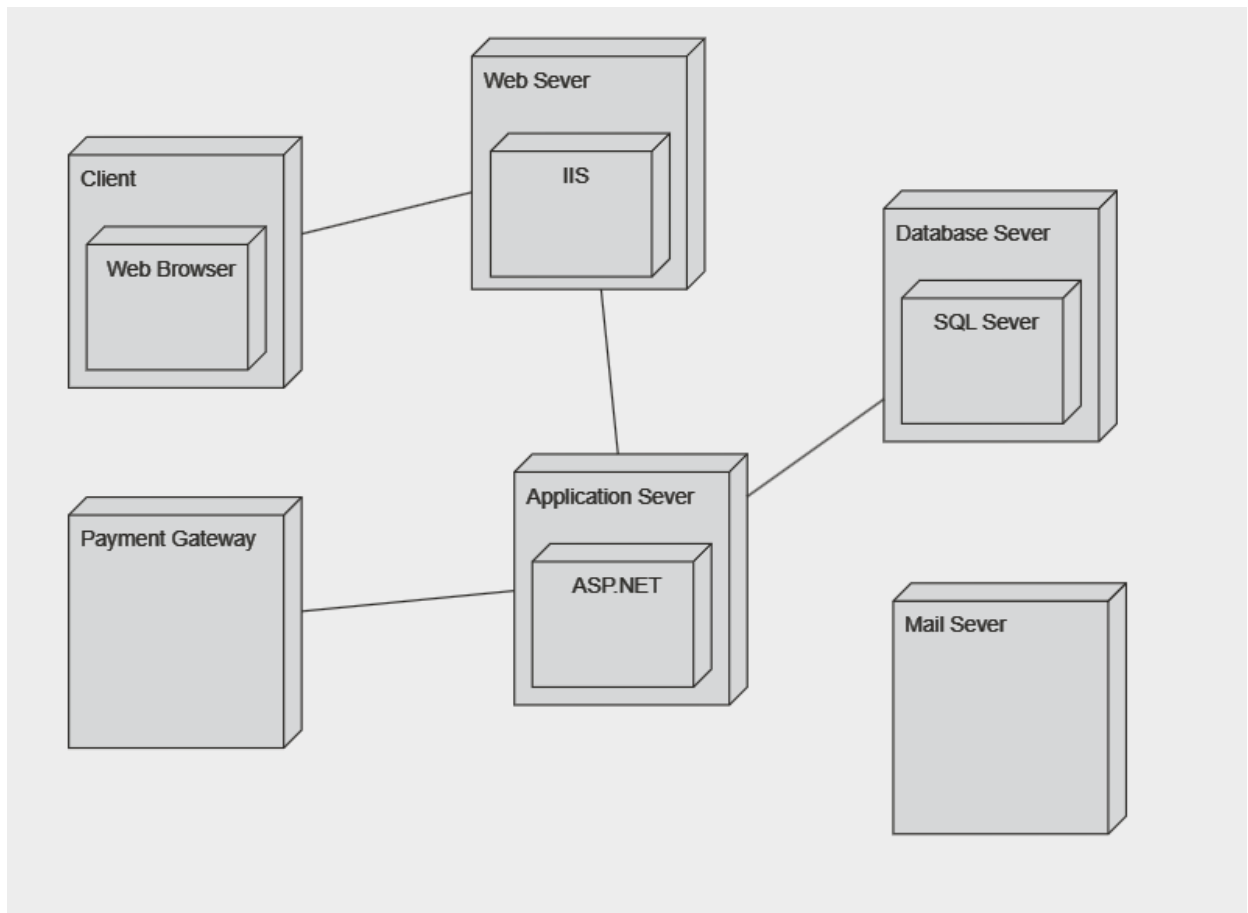 Web Sever
IIS
Client
Web Browser
Database Sever
SQL Sever
Application Sever
ASP.NET
Payment Gateway
Mail Sever